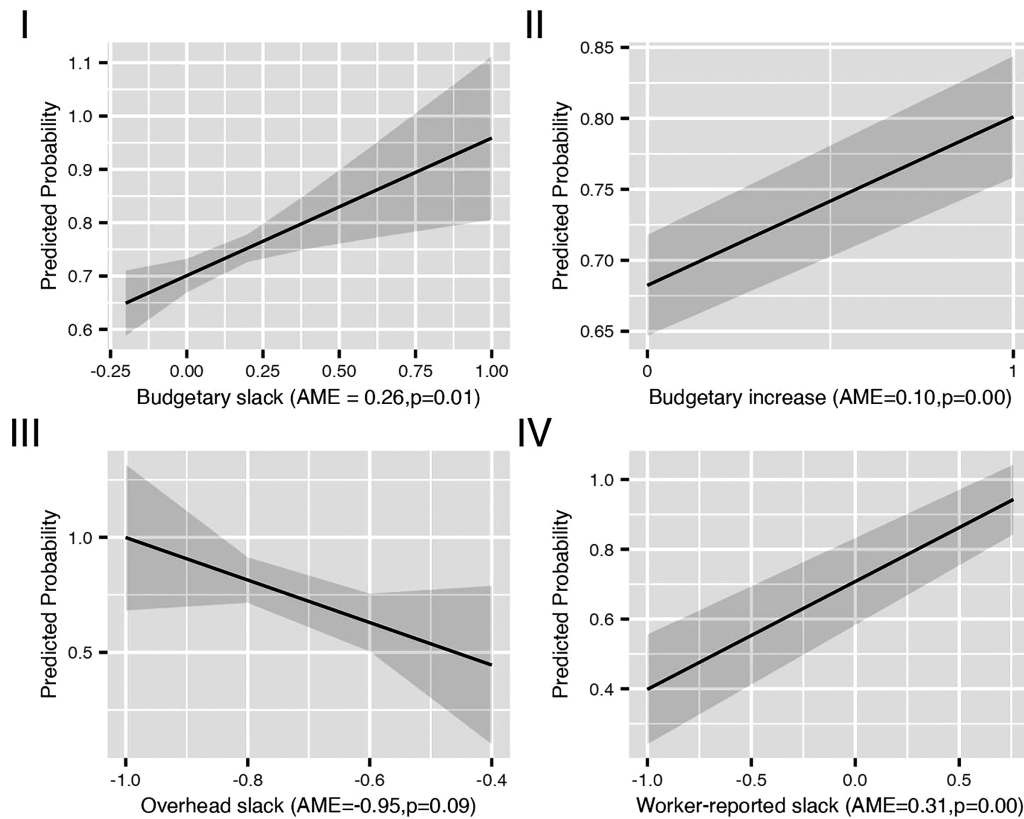 I
Predicted Probability
1.1
1.0
0.9
0.8
0.7
0.6
-0.25
0.00
0.25
0.50
0.75
1.00
Budgetary slack (AME = 0.26,p=0.01)
II
Predicted Probability
0.85
0.80
0.75
0.70
0.65
0
1
Budgetary increase (AME=0.10,p=0.00)
III
Predicted Probability
1.0
0.5
-1.0
-0.8
-0.6
-0.4
Overhead slack (AME=-0.95,p=0.09)
IV
Predicted Probability
1.0
0.8
0.6
0.4
-1.0
-0.5
0.0
0.5
Worker-reported slack (AME=0.31,p=0.00)